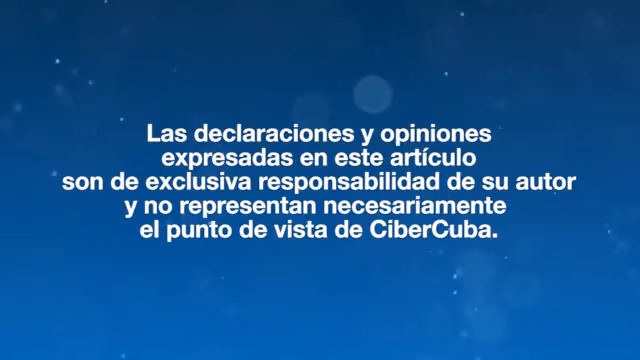 Las declaraciones y opiniones
expresadas en este artículo
son de exclusiva responsabilidad de su autor
y no representan necesariamente
el punto de vista de CiberCuba.